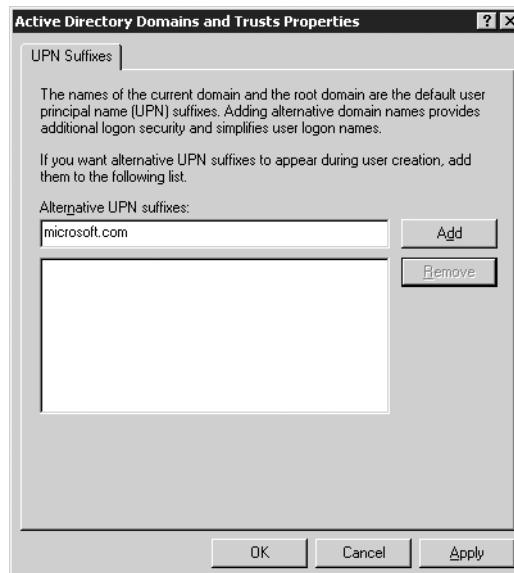 Active Directory Domains and Trusts Properties
UPN Suffixes
The names of the current domain and the root domain are the default user
principal name (UPN) suffixes. Adding alternative domain names provides
additional logon security and simplifies user logon names.
If you want alternative UPN suffixes to appear during user creation, add
them to the following list.
Alternative UPN suffixes:
microsoft.com
Add
Remove
OK
Cancel
Apply